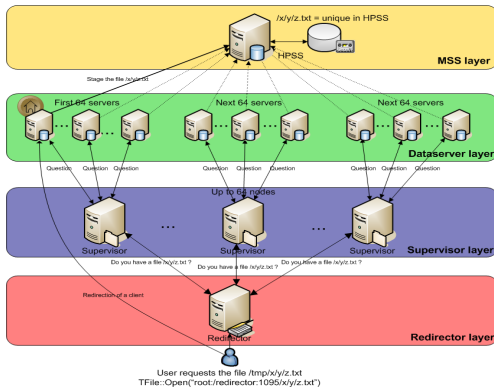 /x/y/z.txt = unique in HPSS
HPSS
MSS layer
Stage the file /x/y/z.txt
First 64 servers
Next 64 servers
Next 64 servers
Dataserver layer
Question
Question
Question
Question
Question
Question
Question
Question
Question
Up to 64 nodes
Supervisor
Supervisor
Supervisor
Supervisor layer
Do you have a file /x/y/z.txt ?
Do you have a file /x/y/z.txt ?
Do you have a file /x/y/z.txt ?
Redirection of a client
Redirector
Redirector layer
User requests the file /tmp/x/y/z.txt
TFile::Open("root:/redirector:1095/x/y/z.txt")